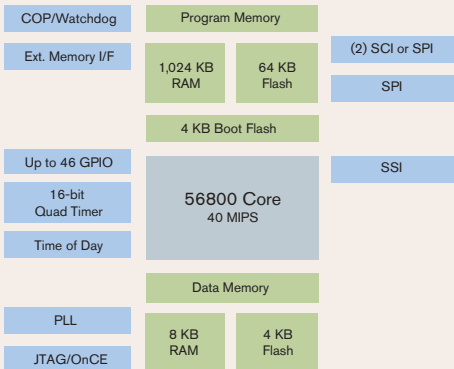 COP/Watchdog
Ext. Memory I/F
Up to 46 GPIO
16-bit
Quad Timer
Time of Day
PLL
JTAG/OnCE
Program Memory
1,024 KB
RAM
64 KB
Flash
4 KB Boot Flash
56800 Core
40 MIPS
Data Memory
8 KB
RAM
4 KB
Flash
(2) SCI or SPI
SPI
SSI